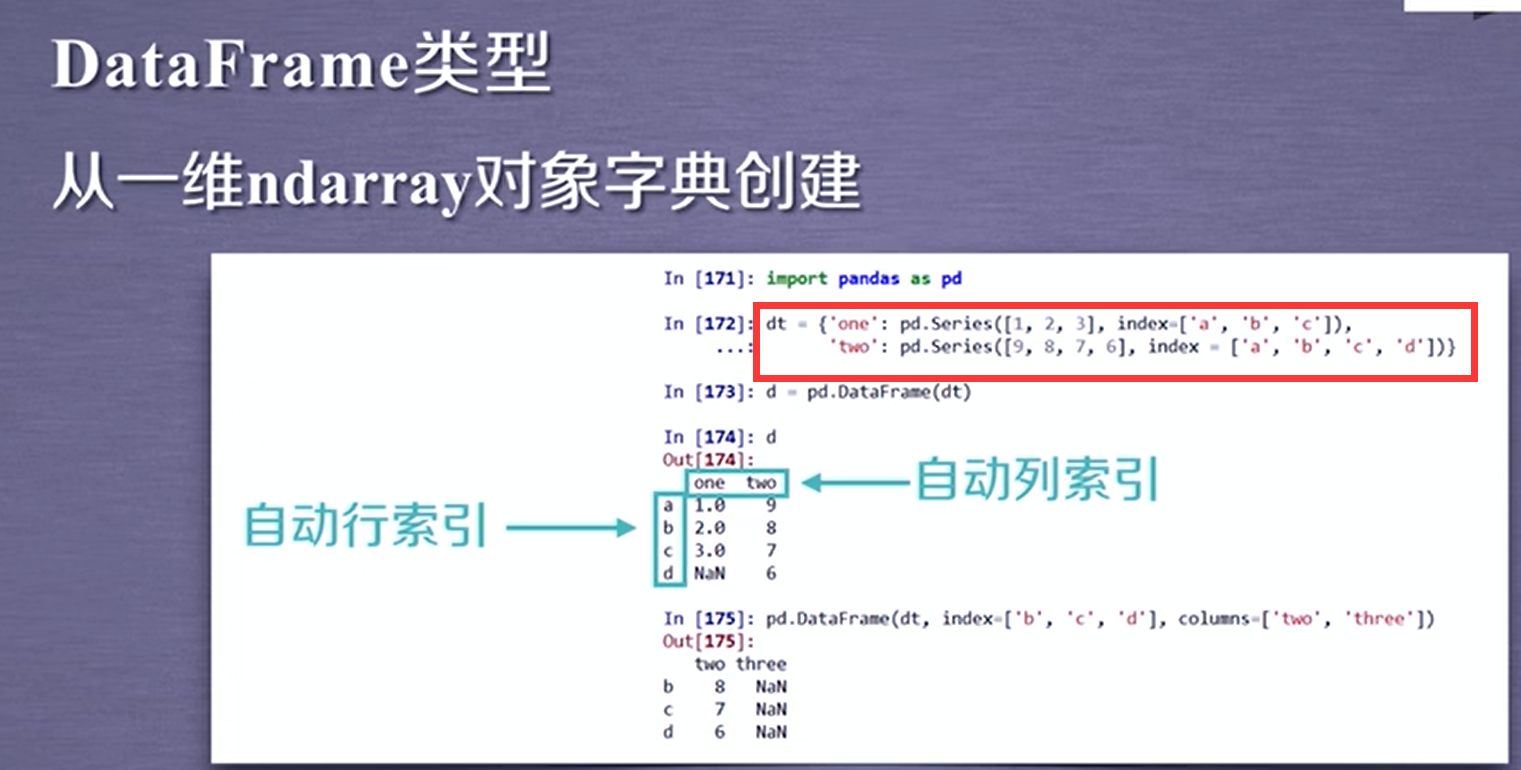 DataFrame类型
从一维ndarray对象字典创建
In [171]: import pandas as pd
In [172]: dt = {'one': pd.Series([1, 2, 3], index=['a', 'b', 'c']),
...: 'two': pd.Series([9, 8, 7, 6], index = ['a', 'b', 'c', 'd'])}
In [173]: d = pd.DataFrame(dt)
In [174]: d
Out[174]:
one two
自动列索引
a 1.0 9
自动行索引
b 2.0 8
c 3.0 7
d NaN 6
In [175]: pd.DataFrame(dt, index=['b', 'c', 'd'], columns=['two', 'three'])
Out[175]:
two three
b 8 NaN
c 7 NaN
d 6 NaN